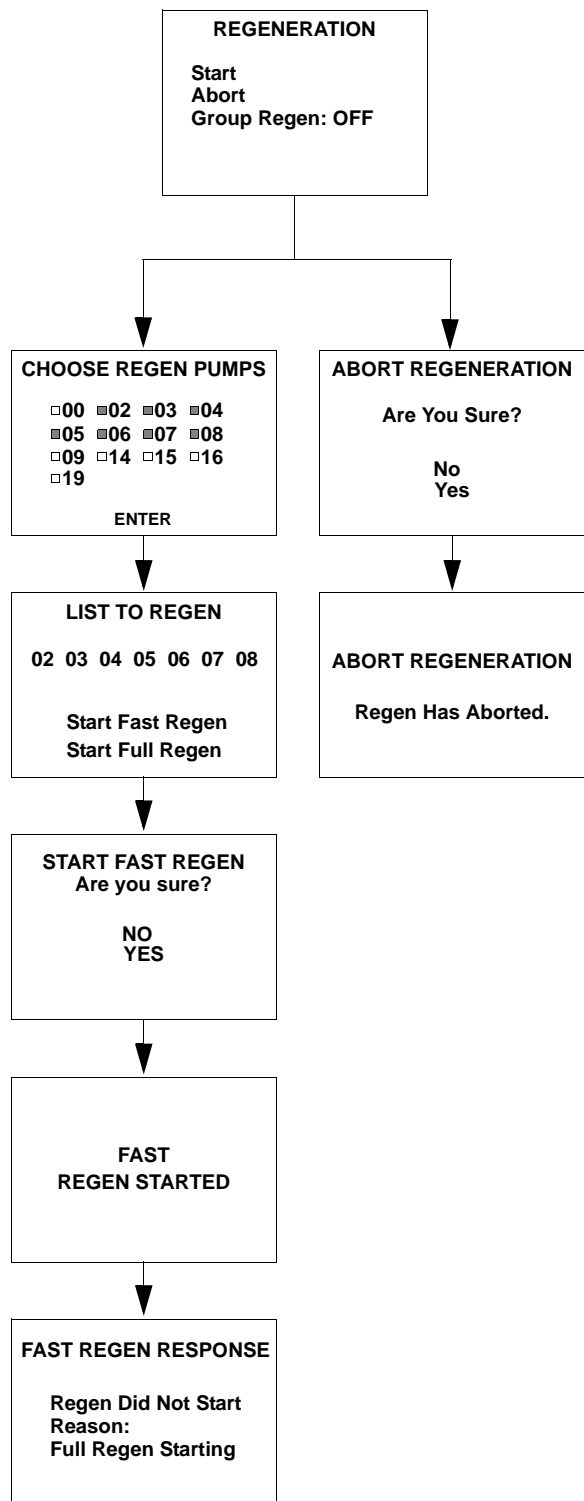 REGENERATION
Start
Abort
Group Regen: OFF
CHOOSE REGEN PUMPS
00 02 03 04
05 06 07 08
09 14 15 16
19
ENTER
LIST TO REGEN
02 03 04 05 06 07 08
Start Fast Regen
Start Full Regen
START FAST REGEN
Are you sure?
NO
YES
FAST
REGEN STARTED
FAST REGEN RESPONSE
Regen Did Not Start
Reason:
Full Regen Starting
ABORT REGENERATION
Are You Sure?
No
Yes
ABORT REGENERATION
Regen Has Aborted.